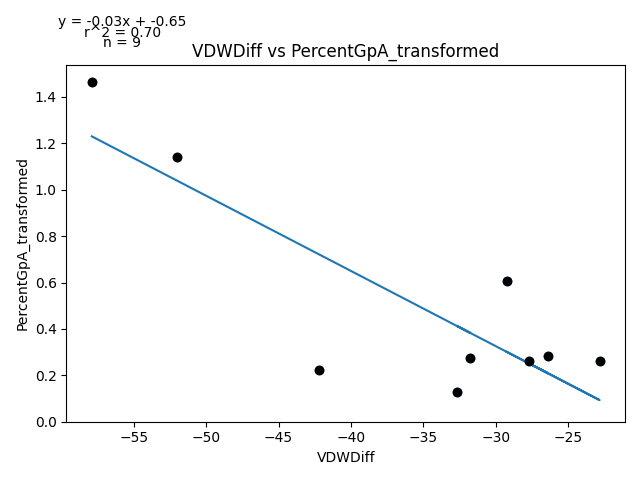 y = -0.03x + -0.65
r^2 = 0.70
n = 9
VDWDiff vs PercentGpA_transformed
PercentGpA_transformed
1.4
1.2
1.0
0.8
0.6
0.4
0.2
0.0
−55 −50 −45 −40 −35 −30 −25
VDWDiff